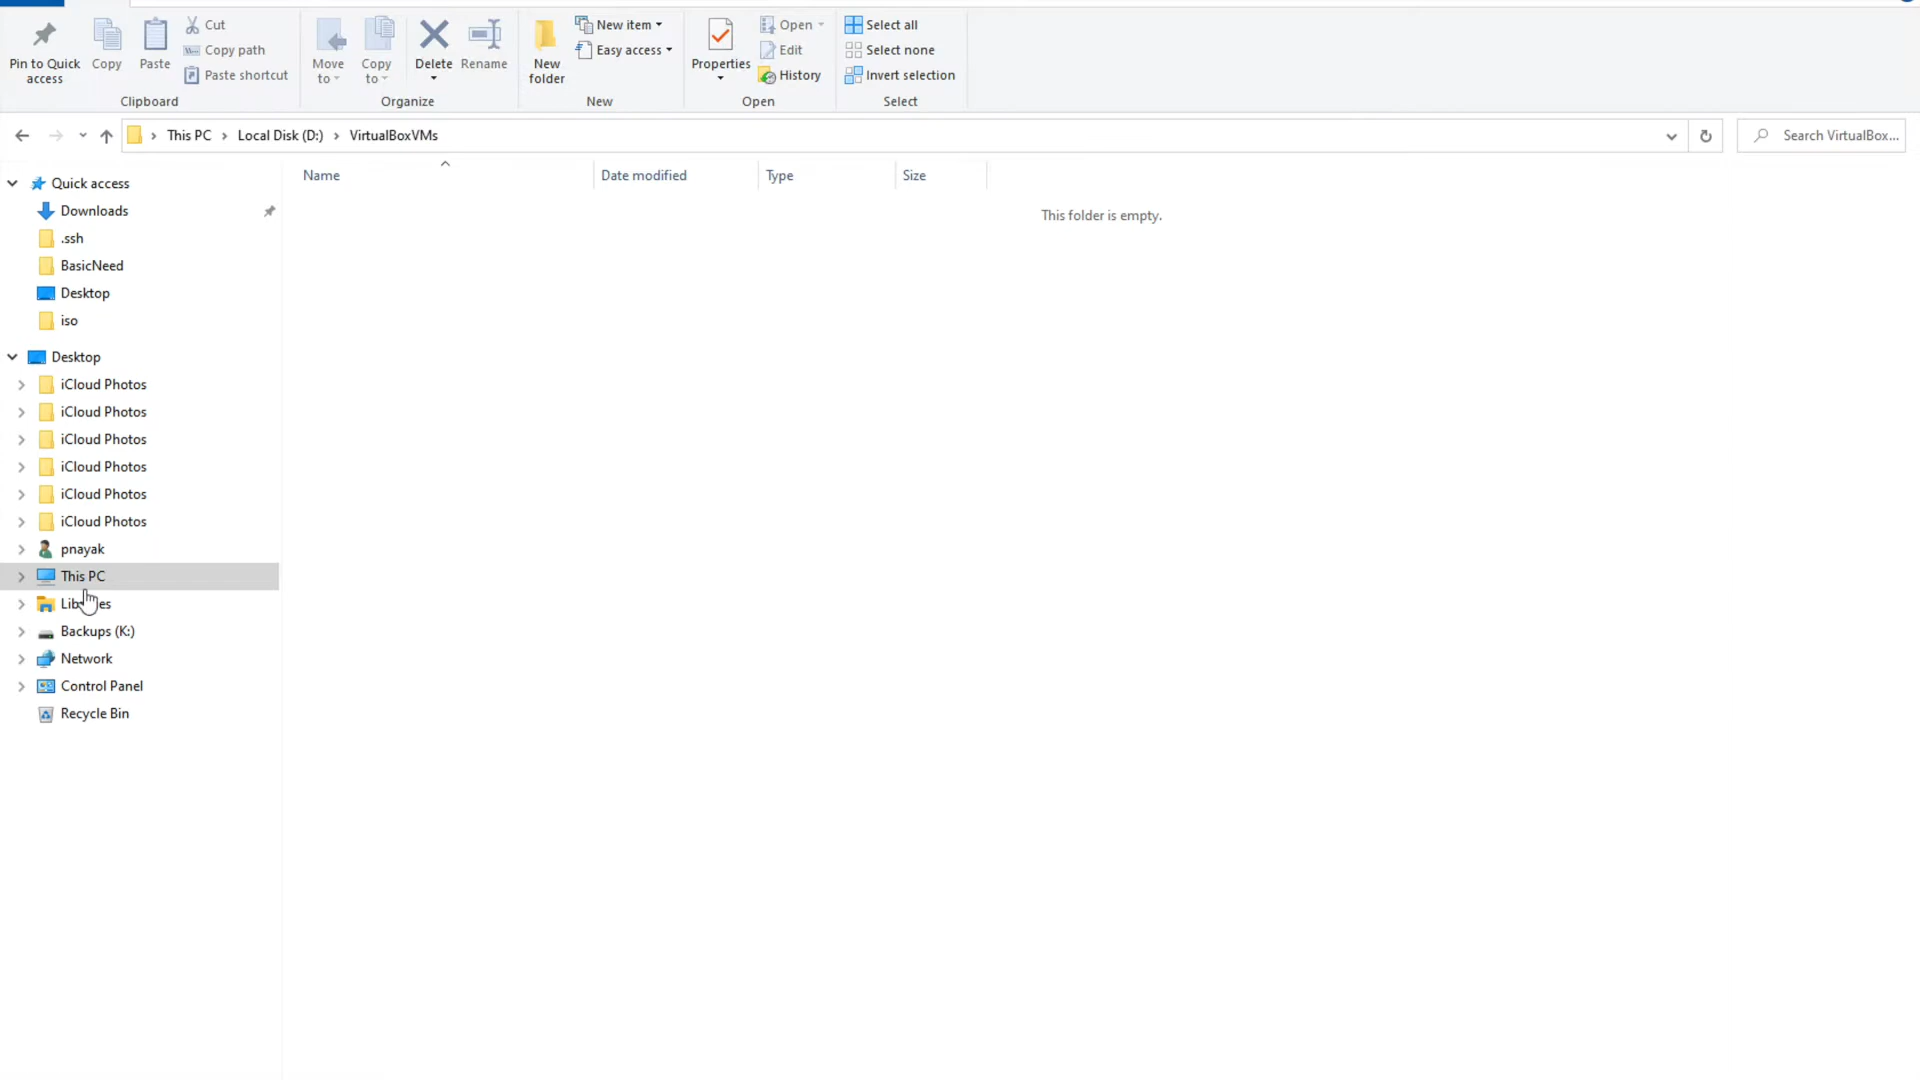 Pin to Quick access
Copy
Paste
Cut
Copy path
Paste shortcut
Clipboard
Move to
Copy to
Delete
Rename
Organize
New folder
New item
Easy access
New
Properties
Open
Edit
History
Open
Select all
Select none
Invert selection
Select
This PC > Local Disk (D:) > VirtualBoxVMs
Search VirtualBox...
Name
Date modified
Type
Size
This folder is empty.
Quick access
Downloads
.ssh
BasicNeed
Desktop
iso
Desktop
iCloud Photos
iCloud Photos
iCloud Photos
iCloud Photos
iCloud Photos
iCloud Photos
pnayak
This PC
Libraries
Backups (K:)
Network
Control Panel
Recycle Bin